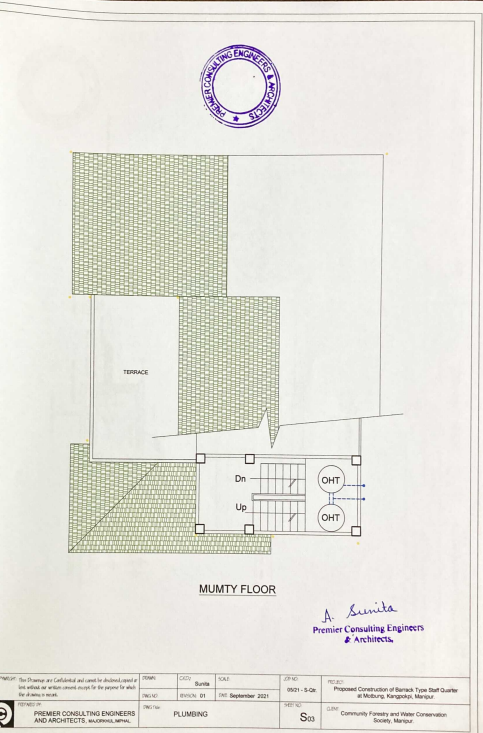 PREMIER CONSULTING ENGINEERS & ARCHITECTS
TERRACE
Dn
OHT
Up
OHT
MUMTY FLOOR
A. Sunita
Premier Consulting Engineers
& Architects,
COPYRIGHT: This Drawings are Confidential and cannot be disclosed, copied or
lent without our written consent, except for the purpose for which
the drawing is meant.
PREPARED BY:
PREMIER CONSULTING ENGINEERS
AND ARCHITECTS, MAJORKHUL, IMPHAL.
DRAWN:
Sunita
SCALE:
DWG NO:
REVISION: 01
DATE: September 2021
DWG Title:
PLUMBING
JOB NO:
05/21 - S-Qtr.
SHEET NO:
S03
PROJECT:
Proposed Construction of Barrack Type Staff Quarter
at Motbung, Kangpokpi, Manipur.
CLIENT:
Community Forestry and Water Conservation
Society, Manipur.